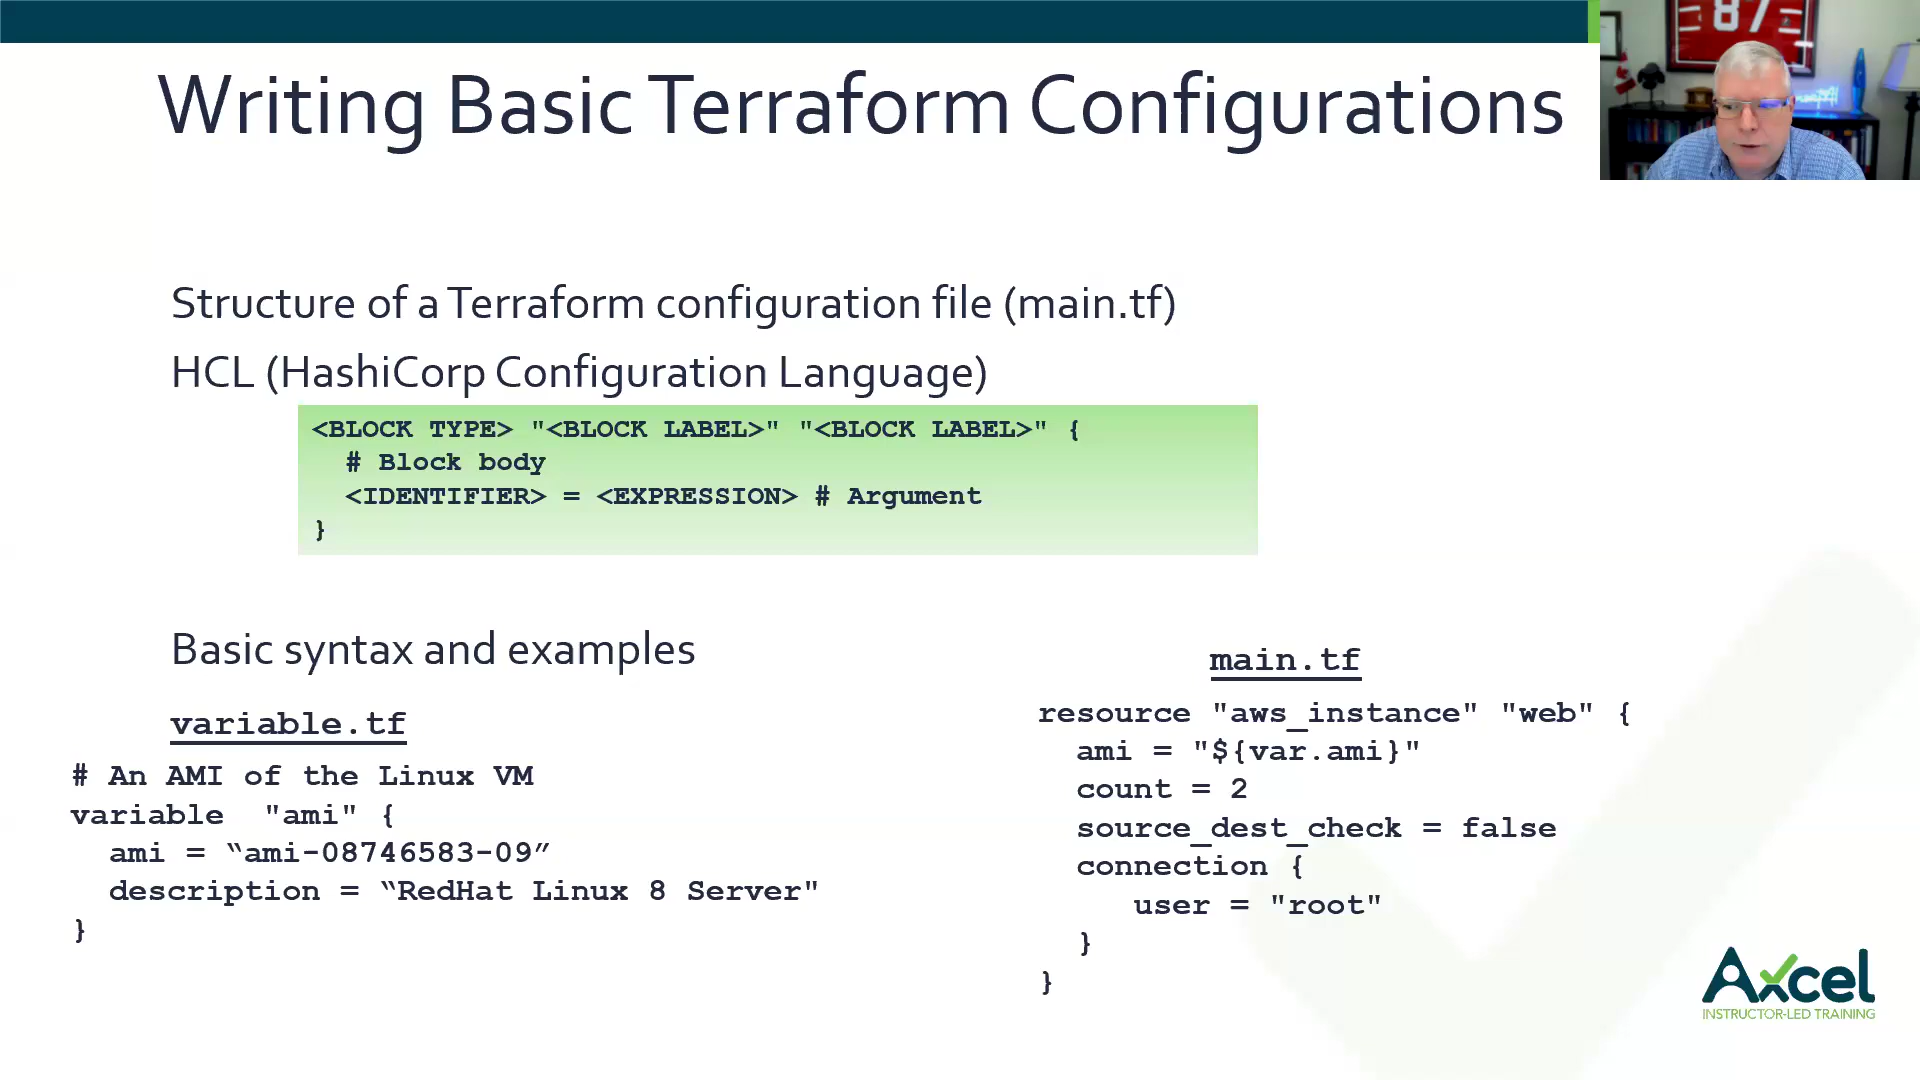 Writing Basic Terraform Configurations
87
Structure of a Terraform configuration file (main.tf)
HCL (HashiCorp Configuration Language)
<BLOCK TYPE> "<BLOCK LABEL>" "<BLOCK LABEL>" {
# Block body
<IDENTIFIER> = <EXPRESSION> # Argument
}
Basic syntax and examples
variable.tf
# An AMI of the Linux VM
variable  "ami" {
ami = “ami-08746583-09”
description = “RedHat Linux 8 Server"
}
main.tf
resource "aws_instance" "web" {
ami = "${var.ami}"
count = 2
source_dest_check = false
connection {
user = "root"
}
}
Axcel
INSTRUCTOR-LED TRAINING